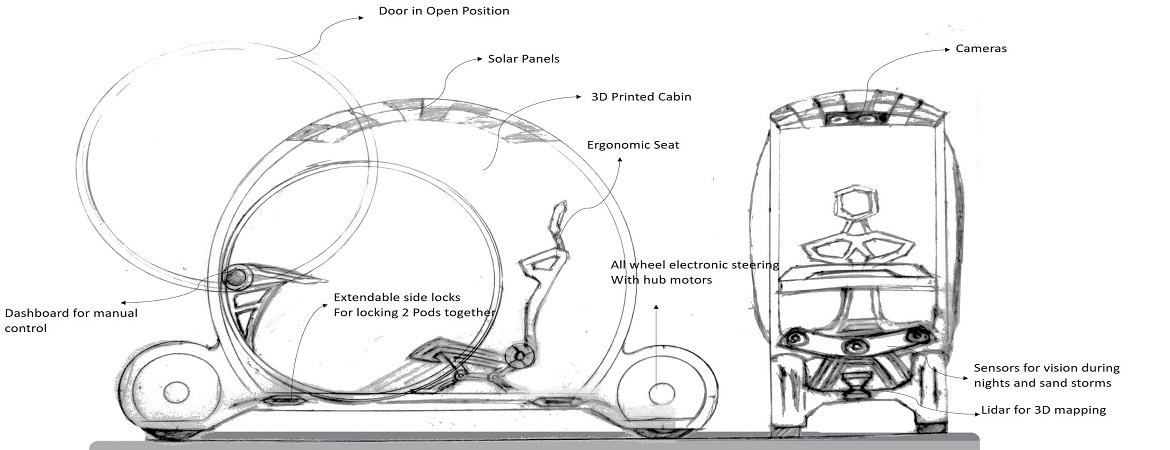 Door in Open Position
Solar Panels
Cameras
3D Printed Cabin
Ergonomic Seat
All wheel electronic steering
With hub motors
Extendable side locks
For locking 2 Pods together
Dashboard for manual
control
Sensors for vision during
nights and sand storms
Lidar for 3D mapping